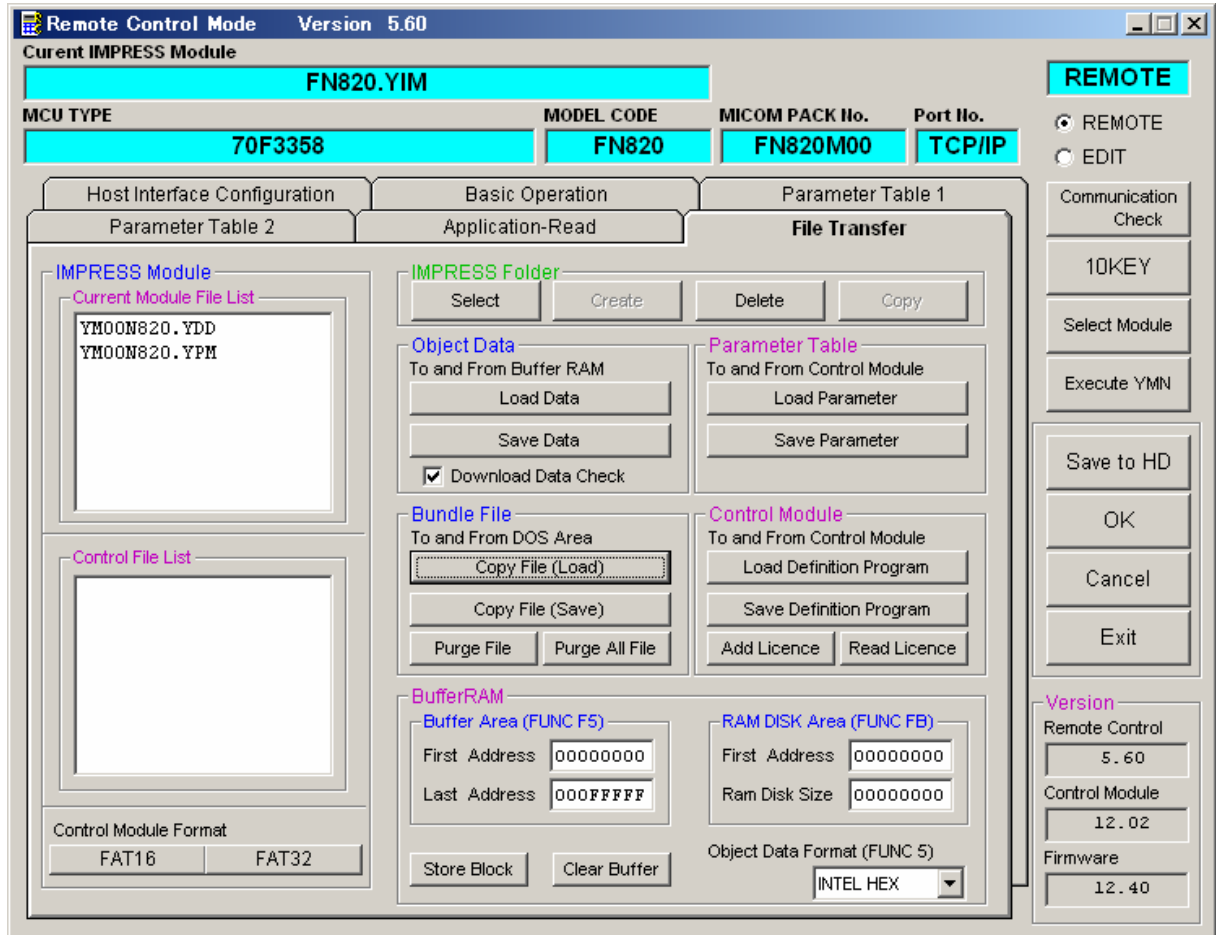 Remote Control Mode Version 5.60
Curent IMPRESS Module
FN820.YIM
REMOTE
MCU TYPE MODEL CODE MICOM PACK No. Port No.
70F3358 FN820 FN820M00 TCP/IP
REMOTE
EDIT
Host Interface Configuration Basic Operation Parameter Table 1
Parameter Table 2 Application-Read File Transfer
IMPRESS Module
Current Module File List
YM00N820.YDD
YM00N820.YPM
Control File List
Control Module Format
FAT16 FAT32
IMPRESS Folder
Select Create Delete Copy
Object Data
To and From Buffer RAM
Load Data
Save Data
Download Data Check
Parameter Table
To and From Control Module
Load Parameter
Save Parameter
Bundle File
To and From DOS Area
Copy File (Load)
Copy File (Save)
Purge File Purge All File
Control Module
To and From Control Module
Load Definition Program
Save Definition Program
Add Licence Read Licence
BufferRAM
Buffer Area (FUNC F5)
First Address 00000000
Last Address 000FFFFF
RAM DISK Area (FUNC FB)
First Address 00000000
Ram Disk Size 00000000
Store Block Clear Buffer
Object Data Format (FUNC 5)
INTEL HEX
Communication
Check
10KEY
Select Module
Execute YMN
Save to HD
OK
Cancel
Exit
Version
Remote Control
5.60
Control Module
12.02
Firmware
12.40